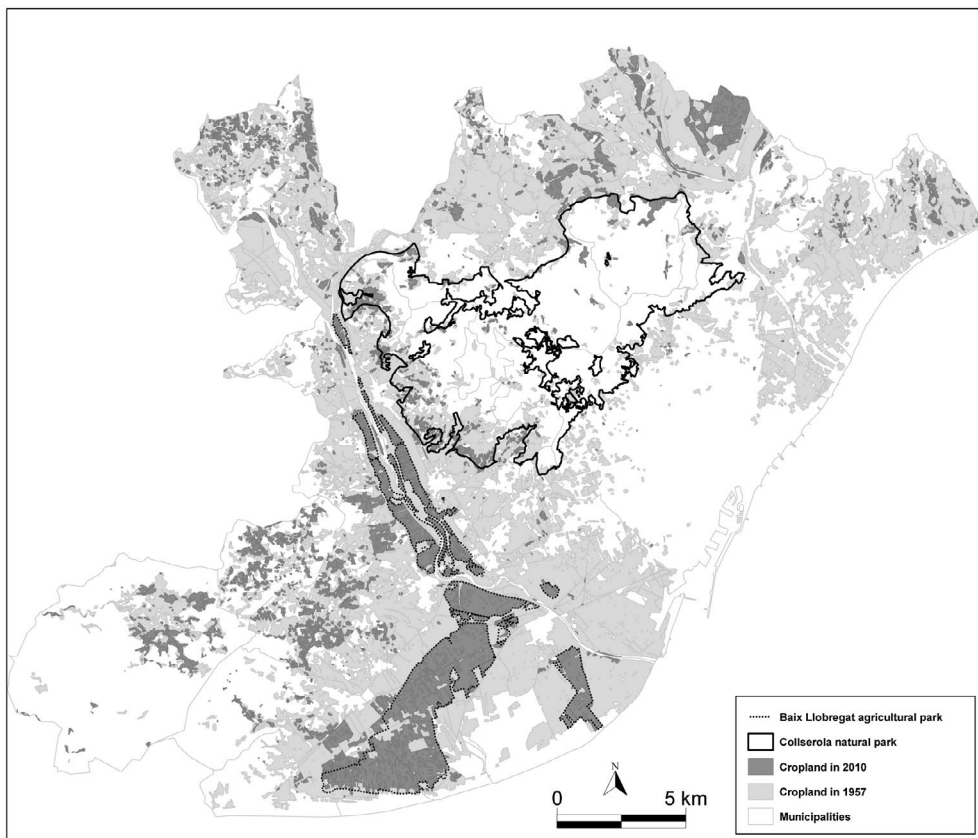 N
0 5 km
Baix Llobregat agricultural park
Collserola natural park
Cropland in 2010
Cropland in 1957
Municipalities